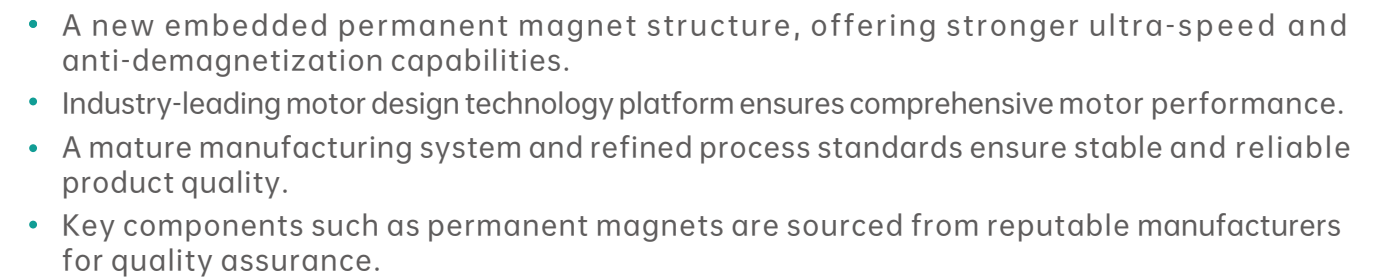 • A new embedded permanent magnet structure, offering stronger ultra-speed and
anti-demagnetization capabilities.
• Industry-leading motor design technology platform ensures comprehensive motor performance.
• A mature manufacturing system and refined process standards ensure stable and reliable
product quality.
• Key components such as permanent magnets are sourced from reputable manufacturers
for quality assurance.